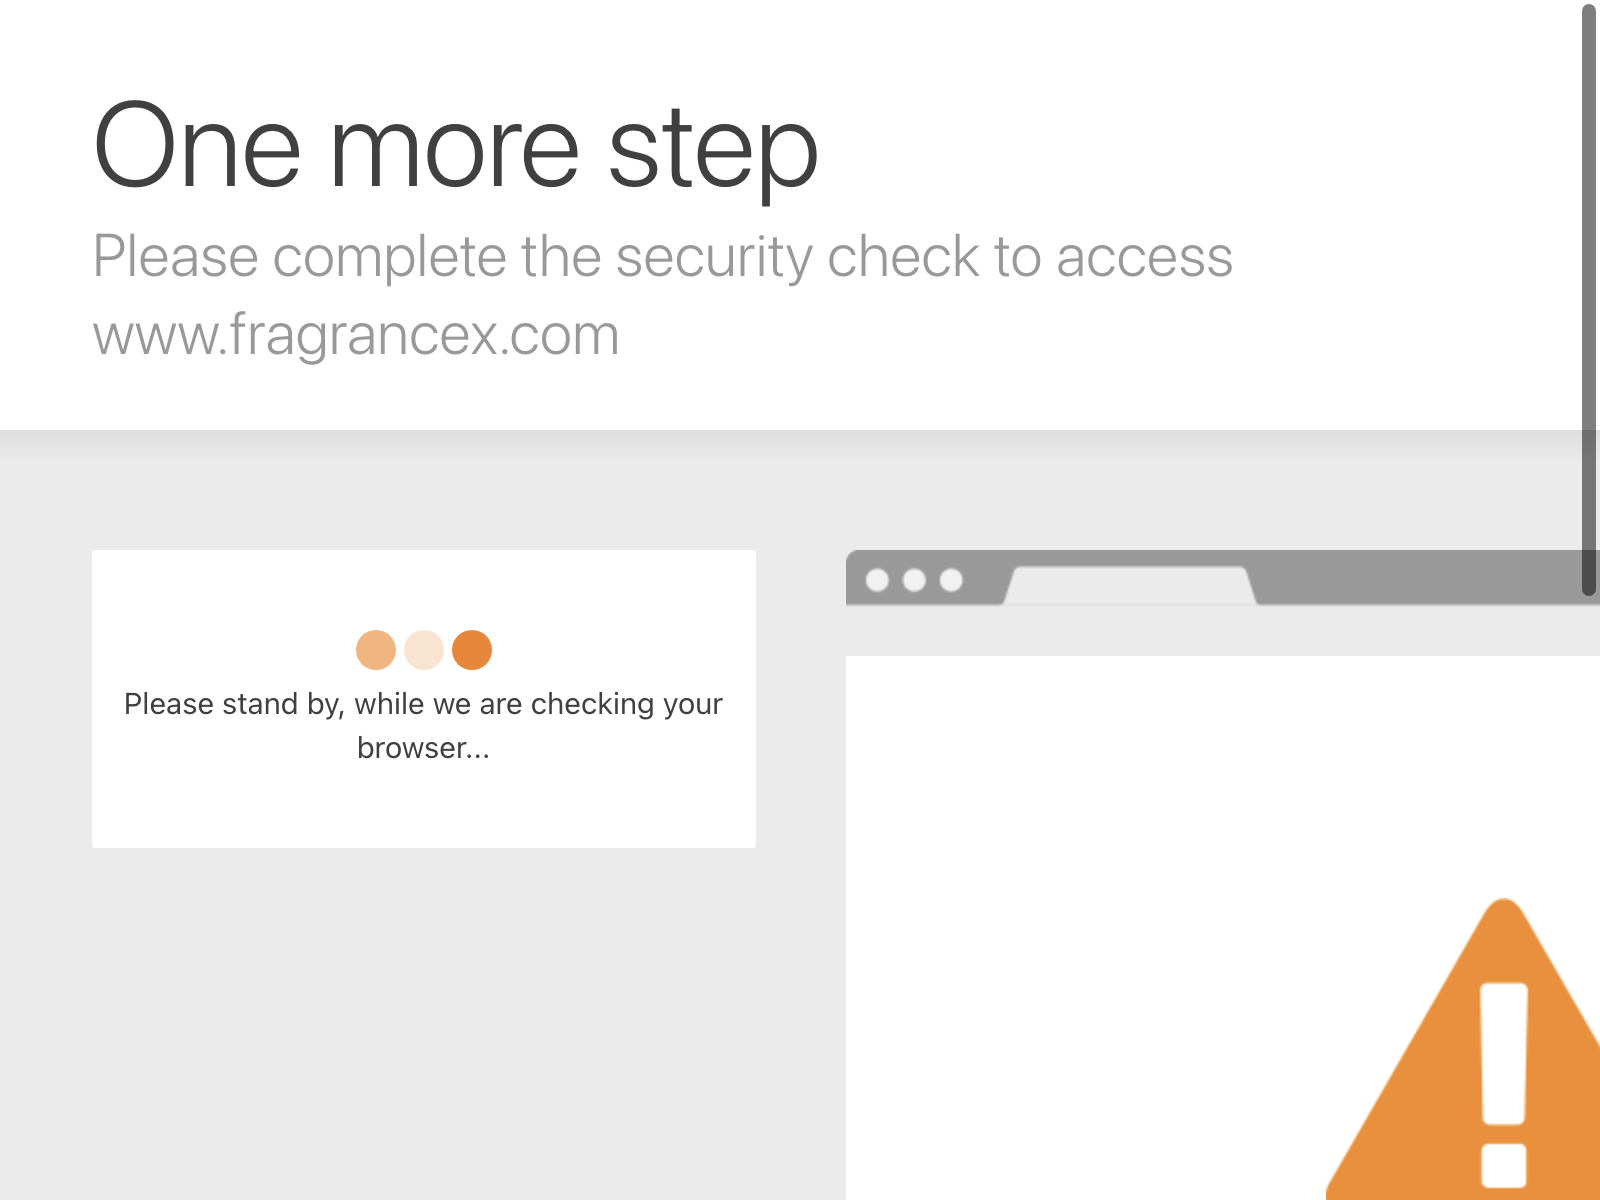 One more step
Please complete the security check to access
www.fragrancex.com
Please stand by, while we are checking your
browser...